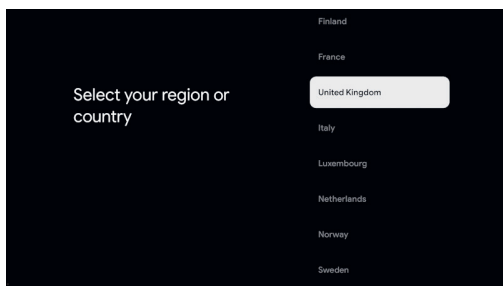 Select your region or
country
Finland
France
United Kingdom
Italy
Luxembourg
Netherlands
Norway
Sweden